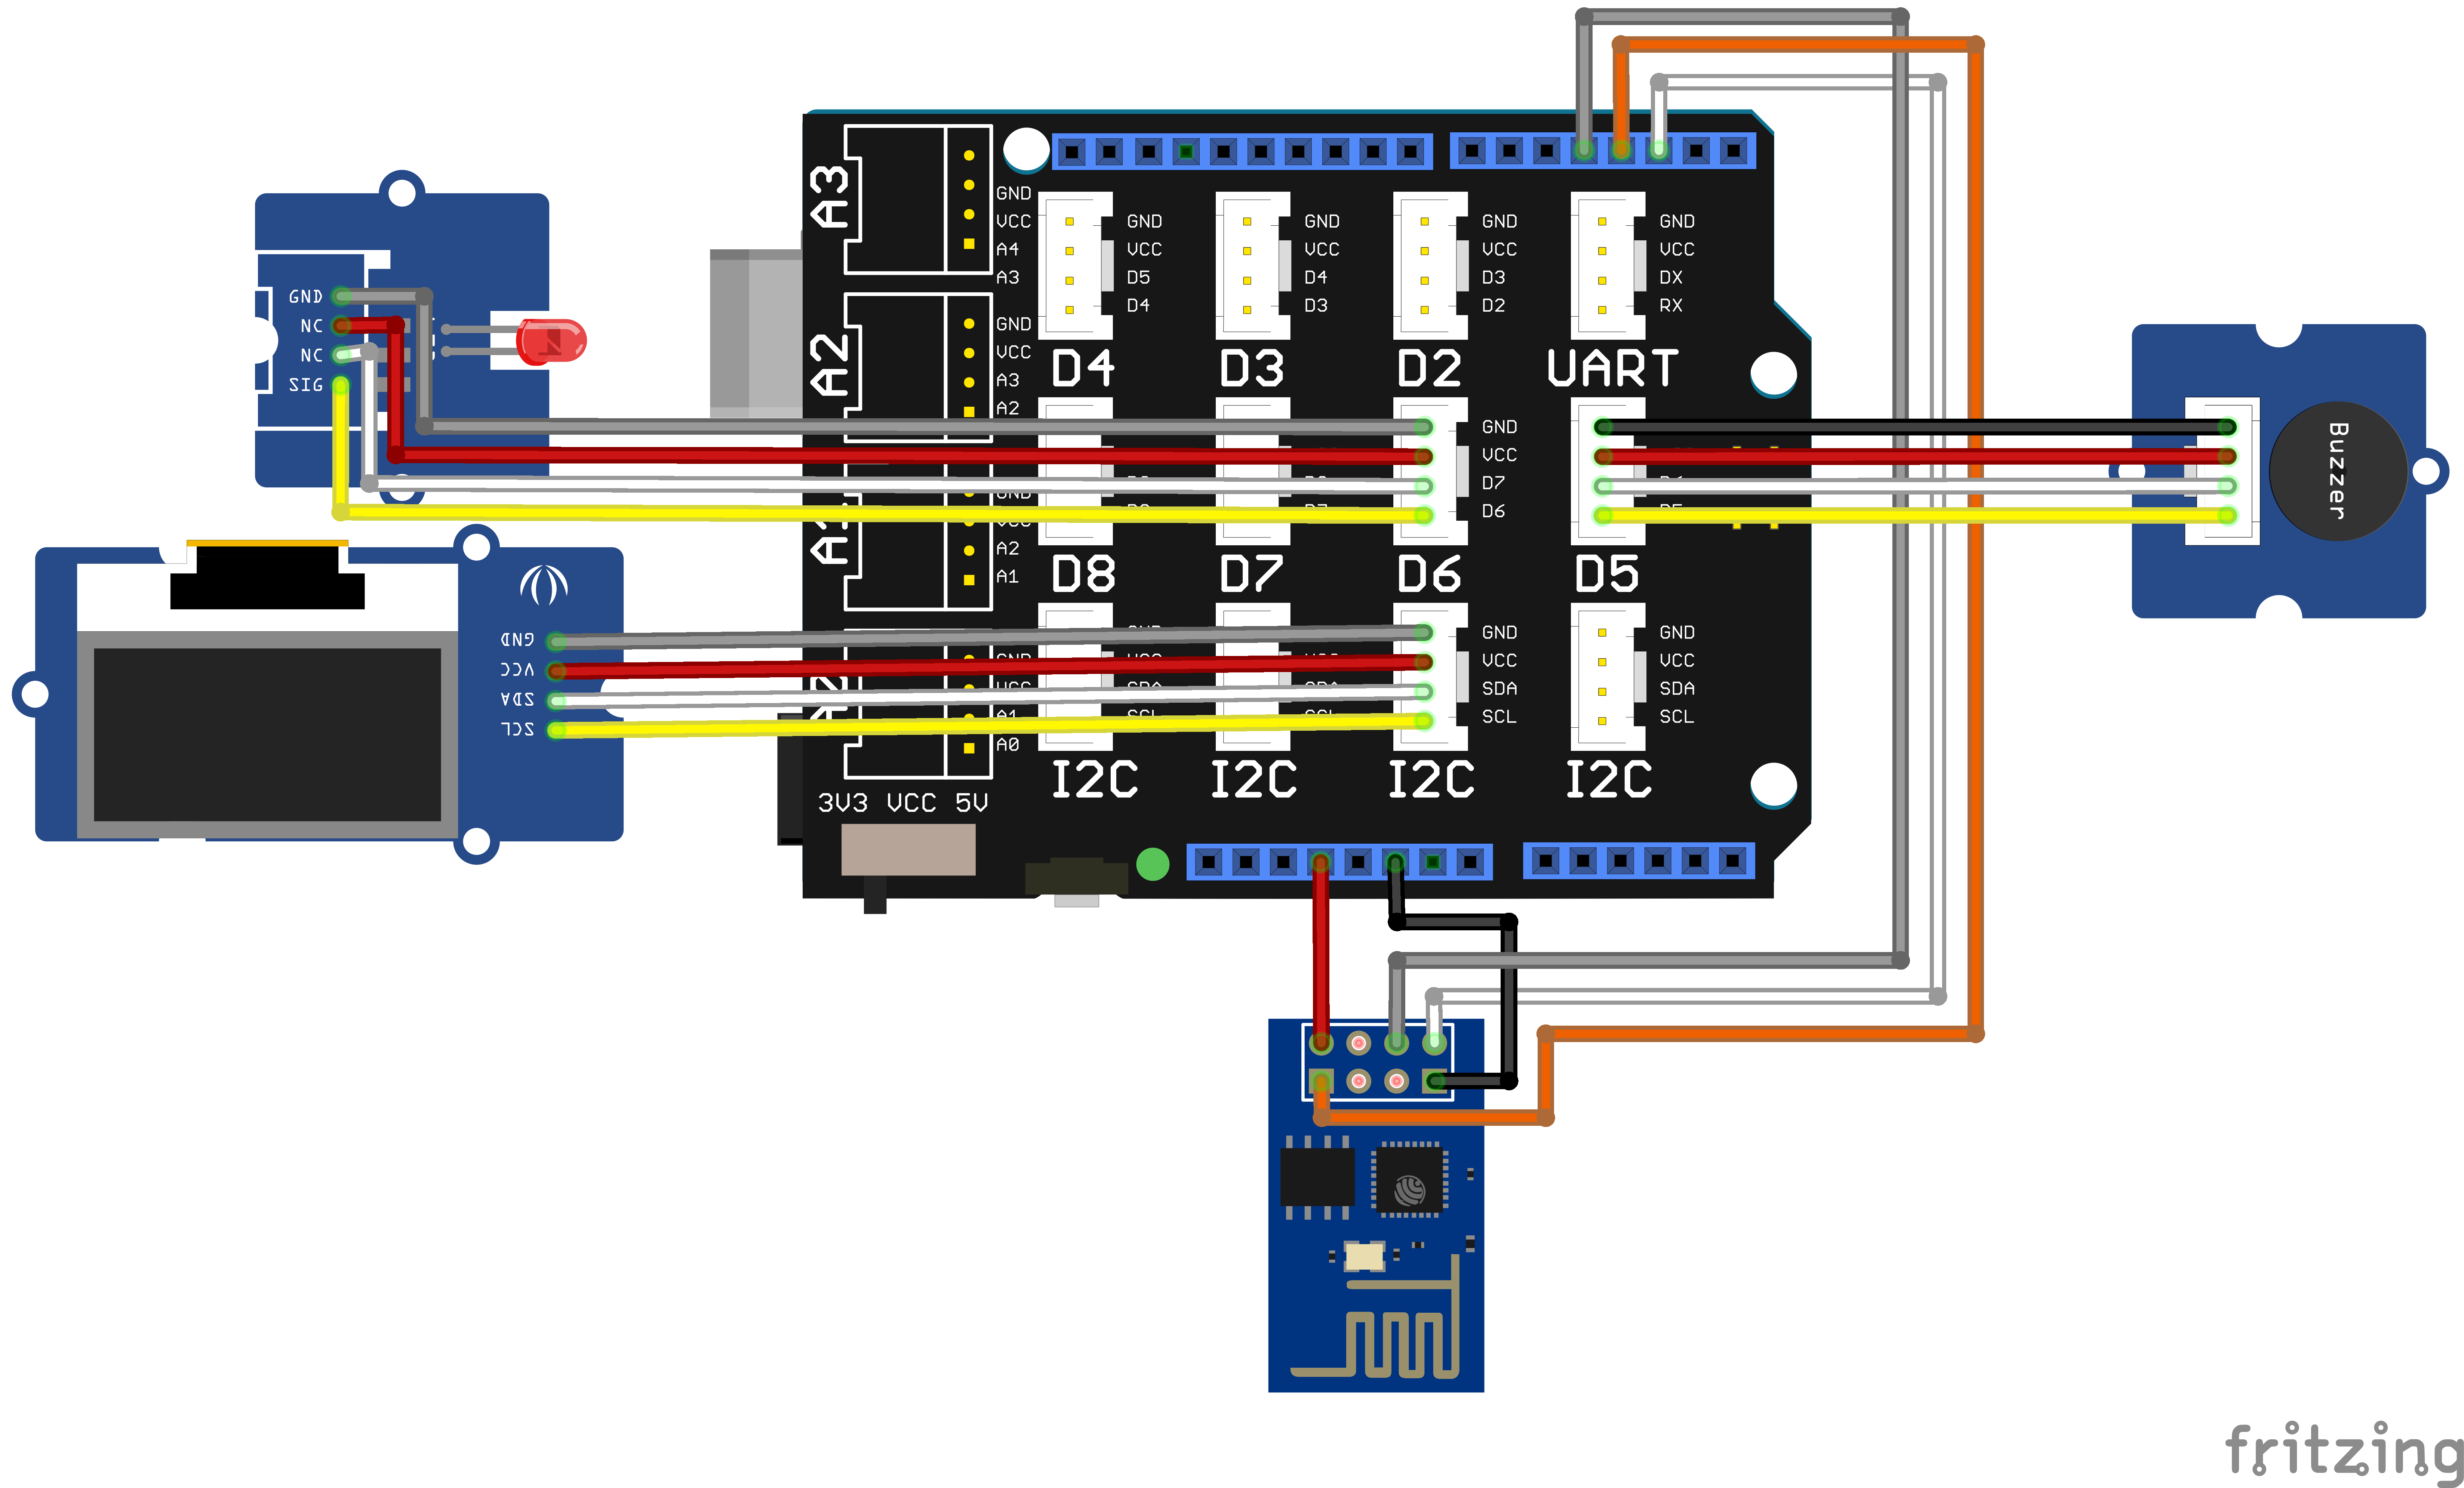 A3
GND
VCC
A4
A3
GND
VCC
D5
D4
GND
VCC
D4
D3
GND
VCC
D3
D2
GND
VCC
DX
RX
D4
D3
D2
UART
GND
NC
NC
SIG
A2
GND
VCC
A3
A2
GND
VCC
D7
D6
Buzzer
A2
A1
D8
D7
D6
D5
GND
VCC
SDA
SCL
GND
VCC
SDA
SCL
GND
VCC
SDA
SCL
A0
I2C
I2C
I2C
I2C
3V3 VCC 5V
fritzing